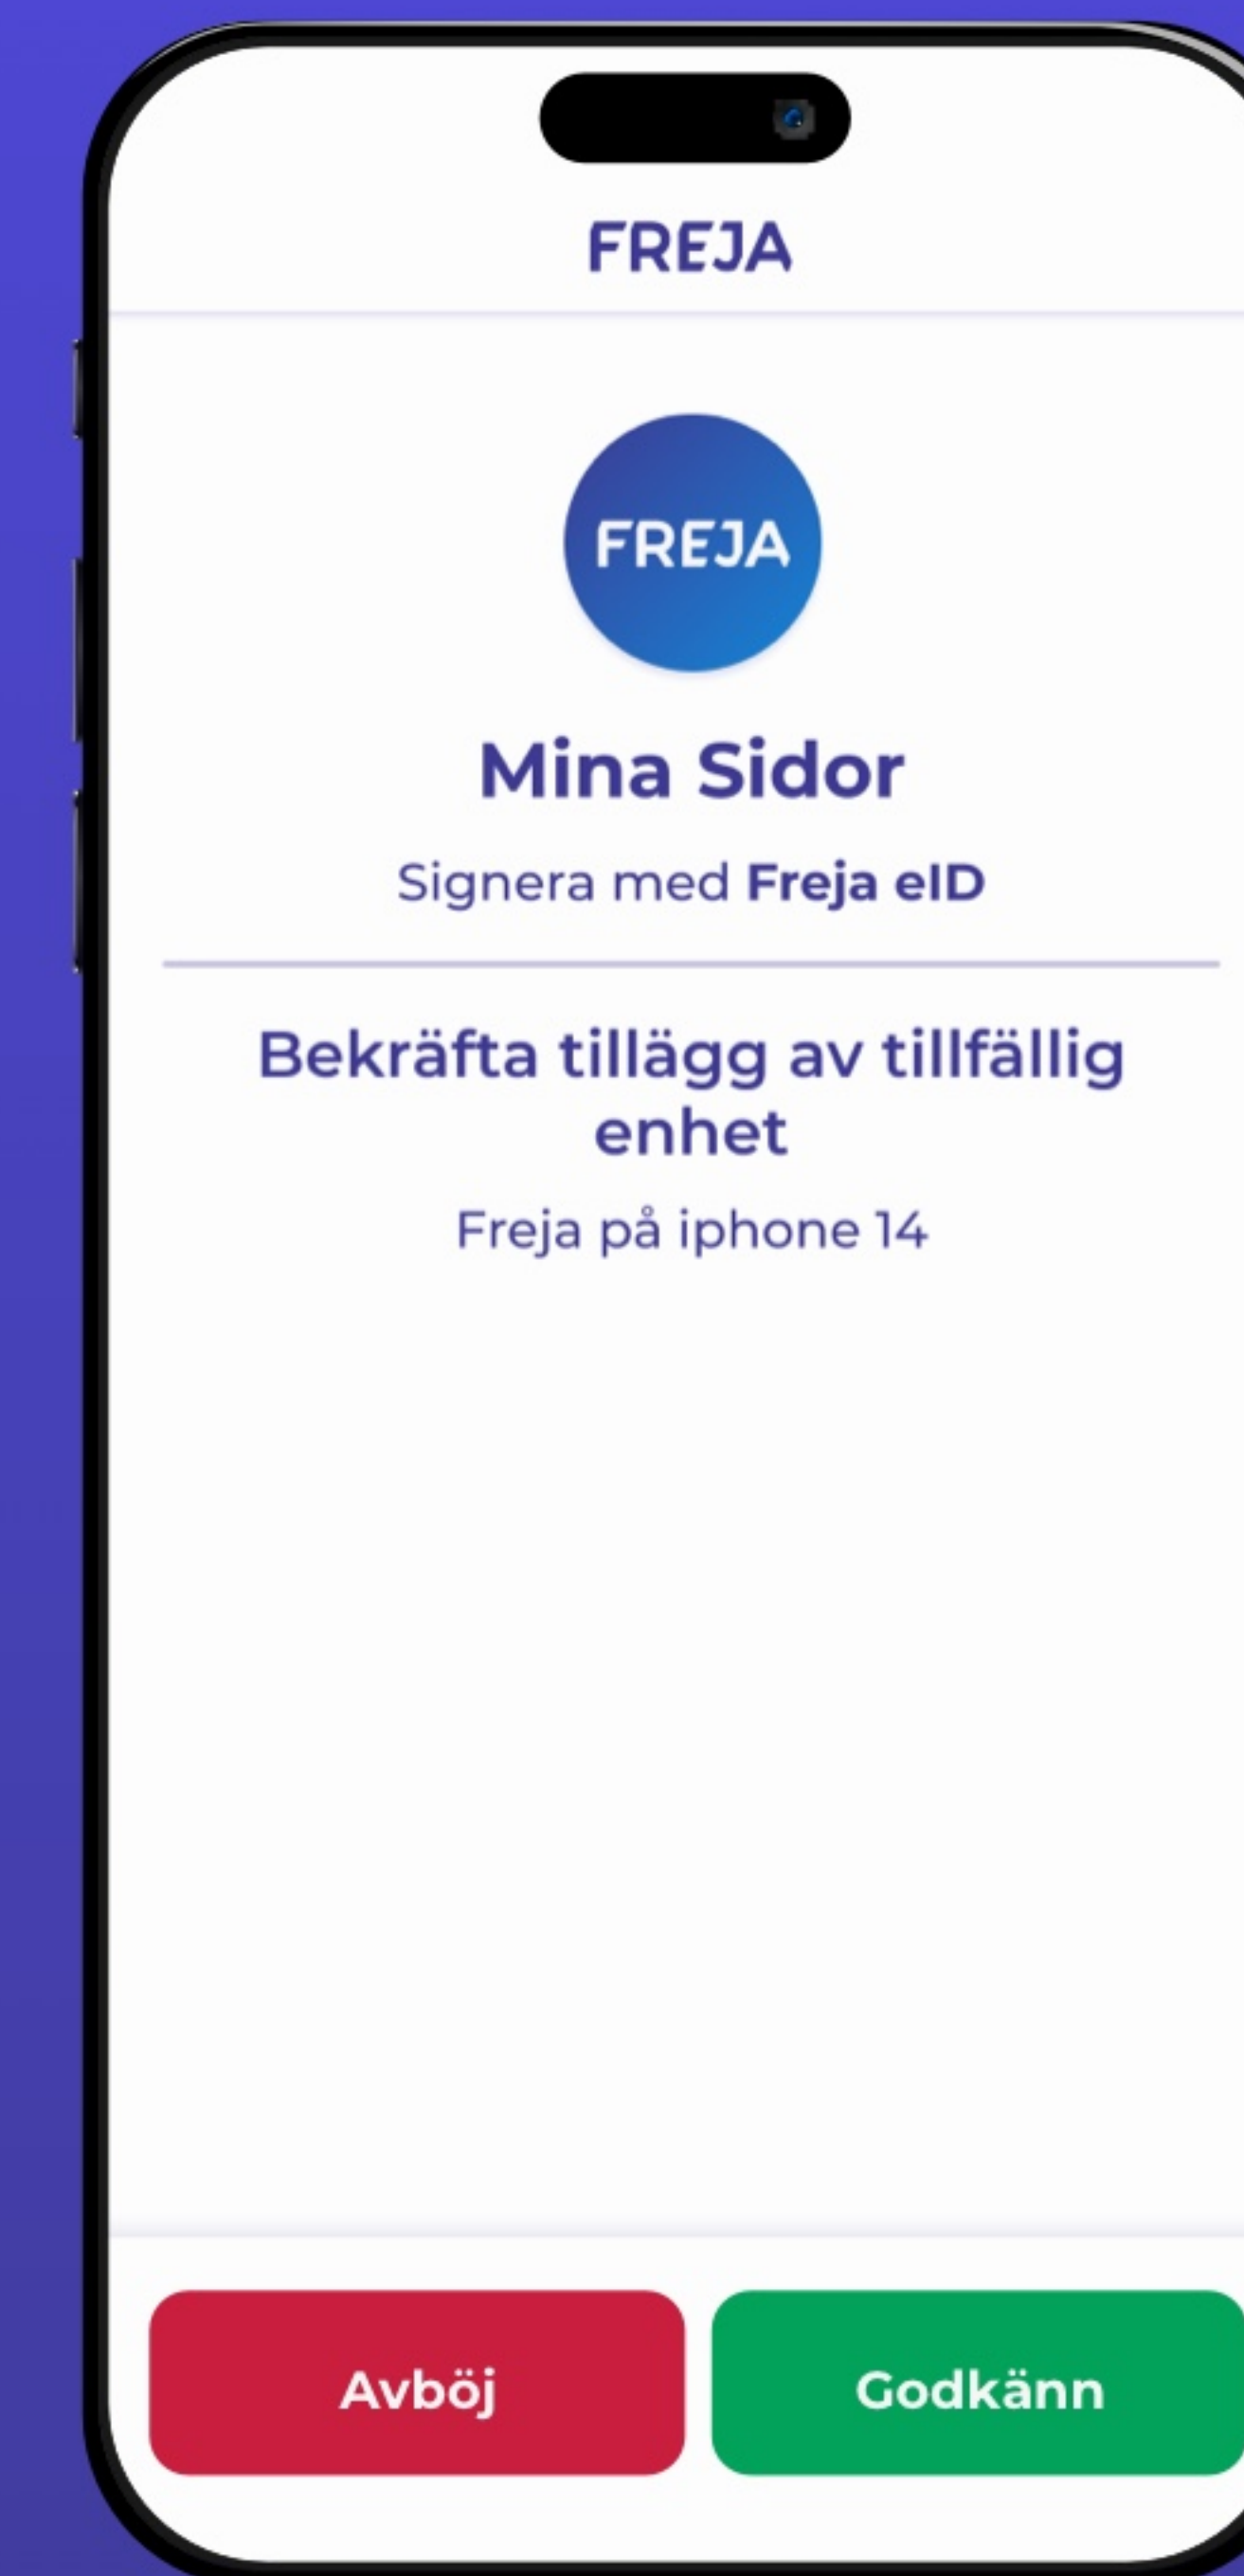 FREJA
FREJA
Mina Sidor
Signera med Freja eID
Bekräfta tillägg av tillfällig
enhet
Freja på iphone 14
Avböj
Godkänn